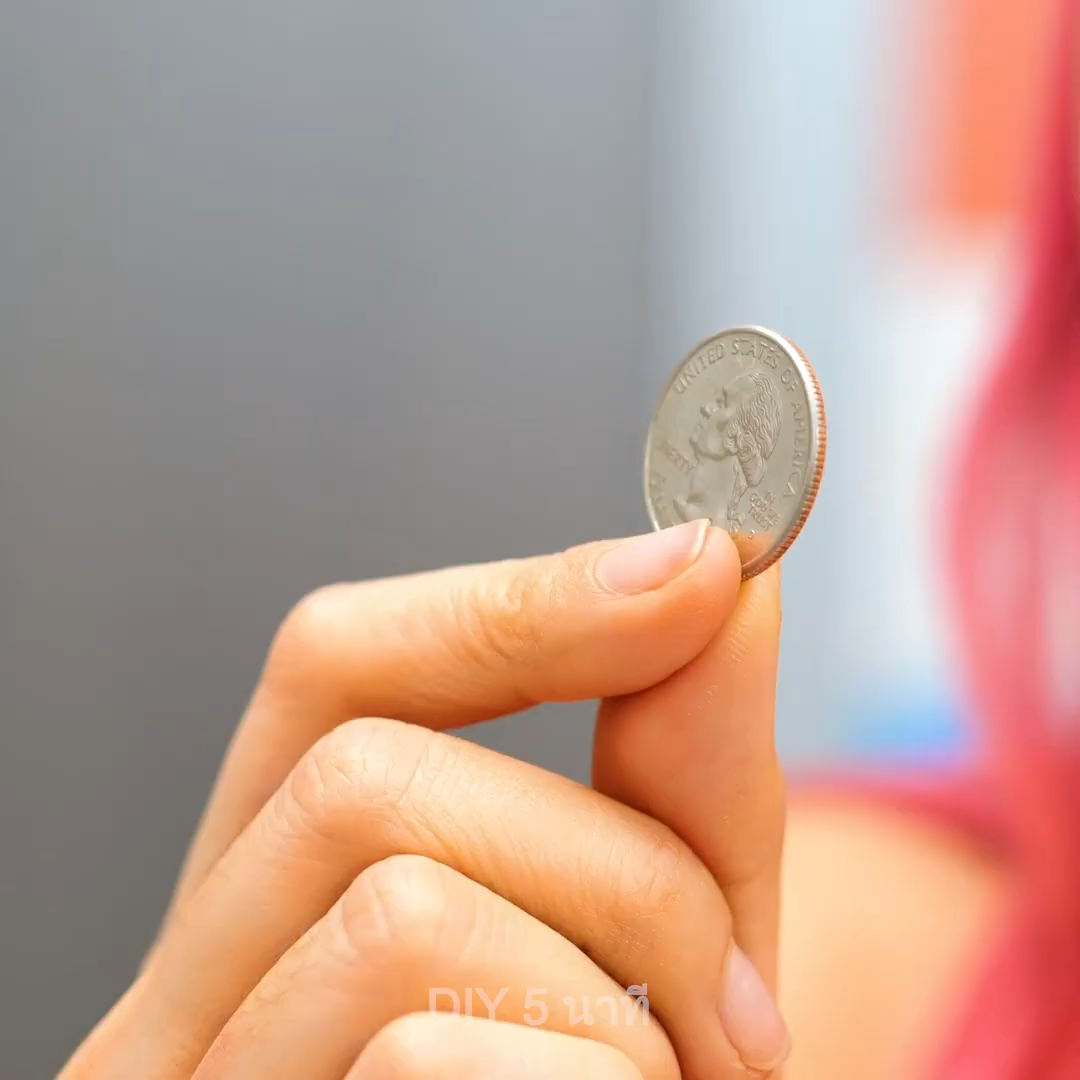 UNITED STATES OF AMERICA
LIBERTY
IN
GOD WE
TRUST
DIY 5 นาที